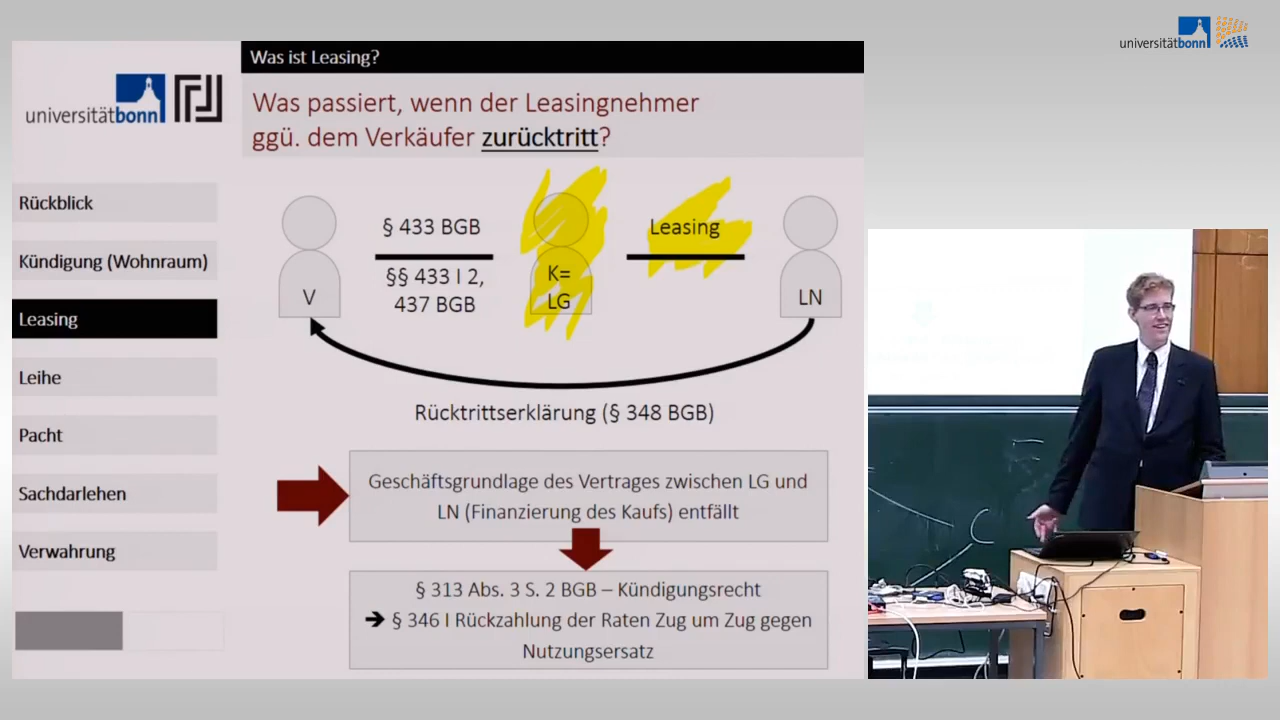 universitätbonn
Was ist Leasing?
universitätbonn
Was passiert, wenn der Leasingnehmer
ggü. dem Verkäufer zurücktritt?
Rückblick
Kündigung (Wohnraum)
Leasing
Leihe
Pacht
Sachdarlehen
Verwahrung
§ 433 BGB
§§ 433 I 2,
437 BGB
Leasing
V
K=
LG
LN
Rücktrittserklärung (§ 348 BGB)
Geschäftsgrundlage des Vertrages zwischen LG und
LN (Finanzierung des Kaufs) entfällt
§ 313 Abs. 3 S. 2 BGB – Kündigungsrecht
➔ § 346 I Rückzahlung der Raten Zug um Zug gegen
Nutzungsersatz